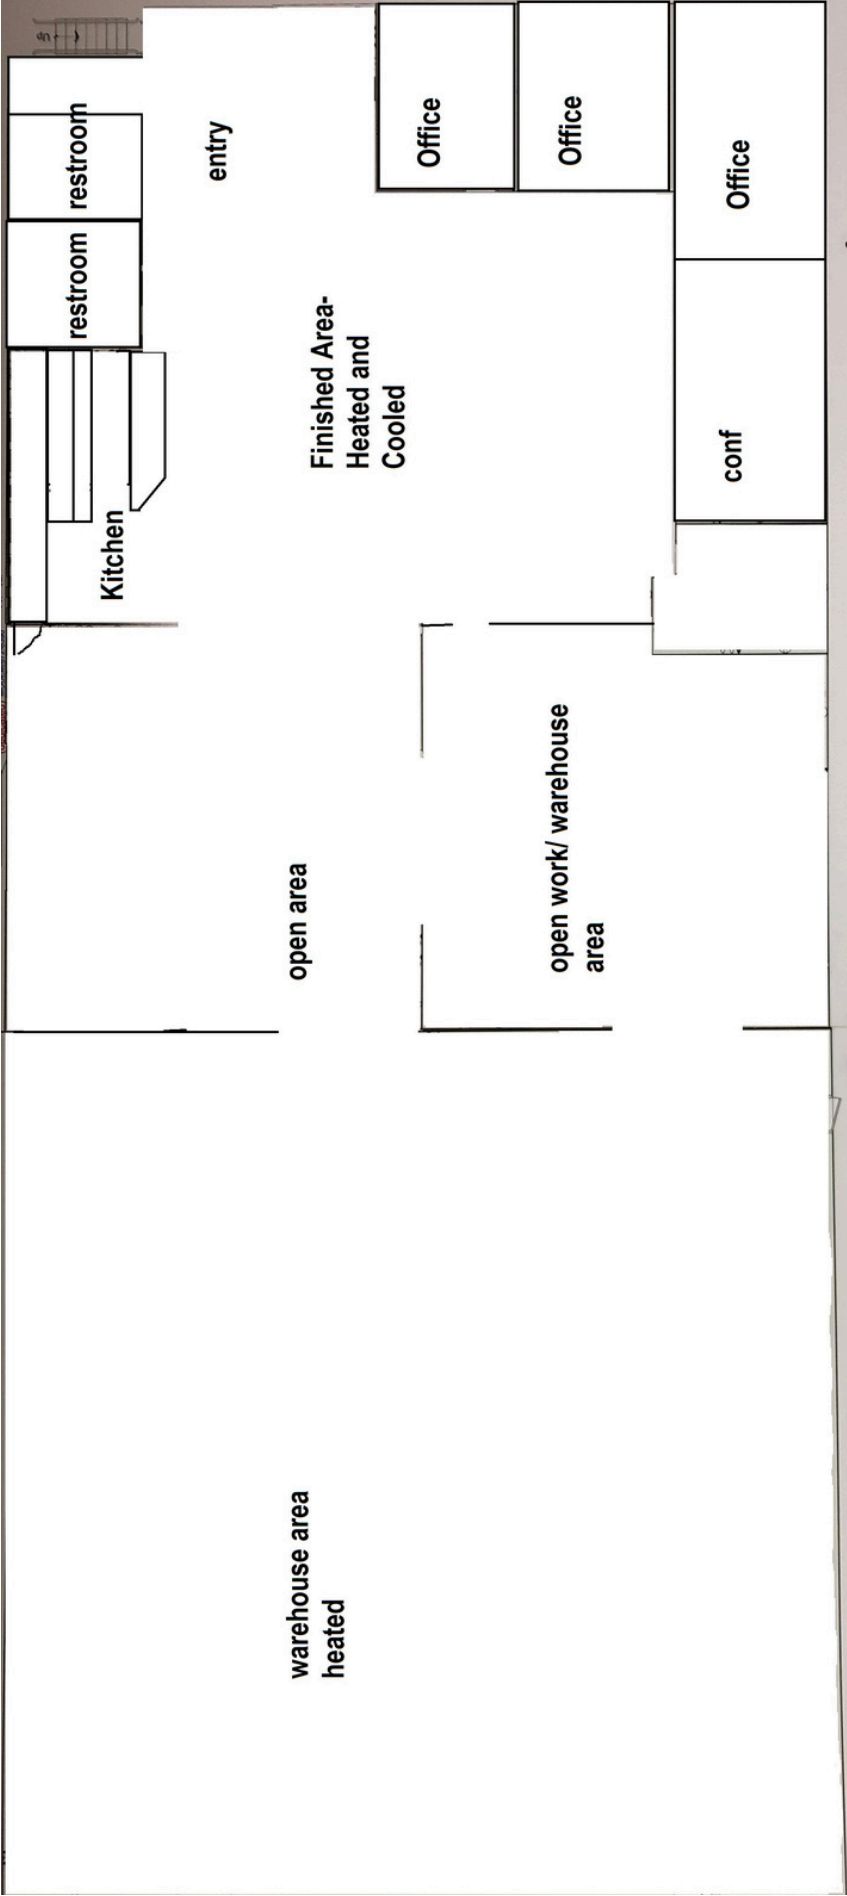 restroom
restroom
entry
Office
Office
Office
Finished Area-
Heated and
Cooled
conf
Kitchen
open area
open work/ warehouse
area
warehouse area
heated